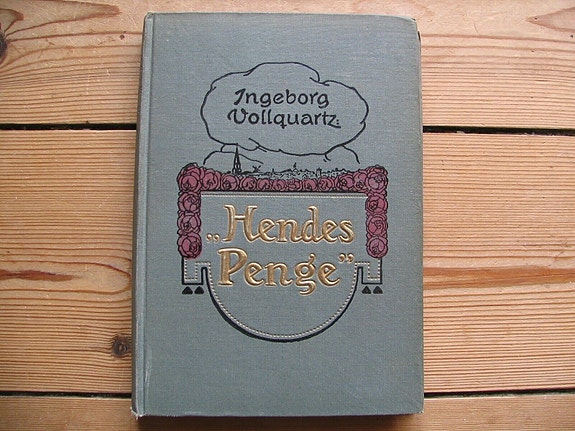 Ingeborg
Vollquartz.
„Hendes
Penge”